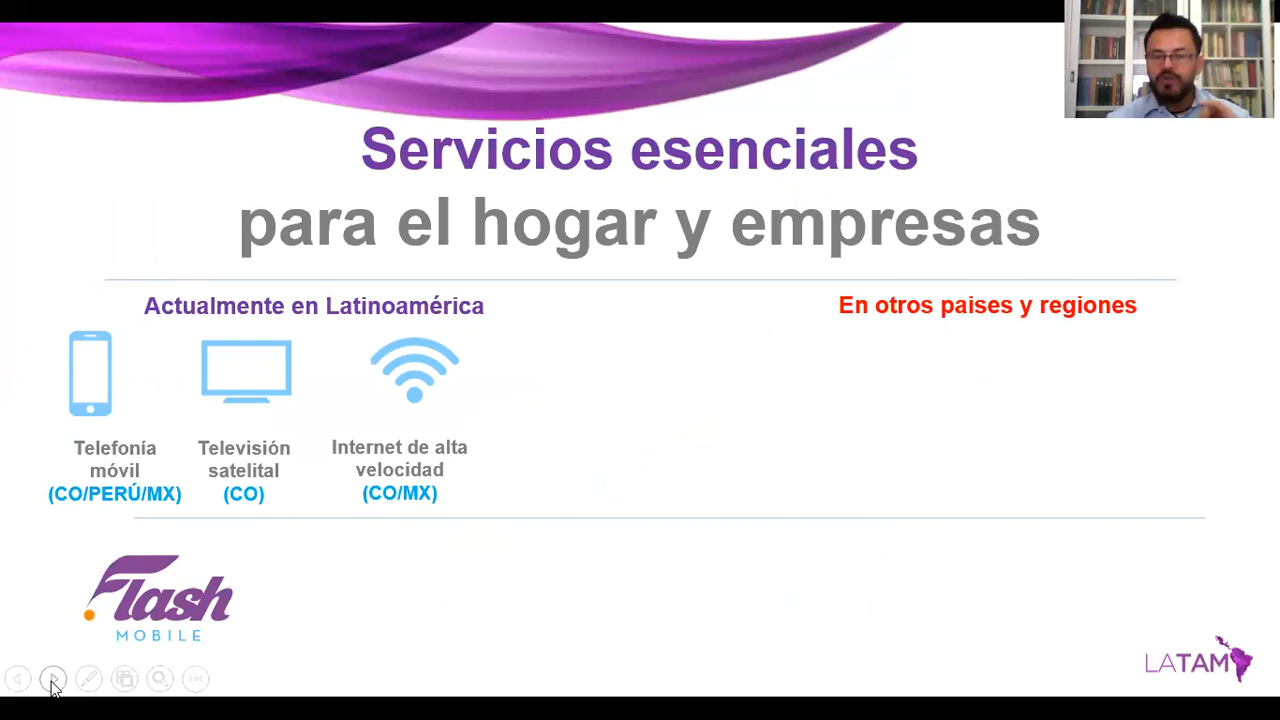 Servicios esenciales
para el hogar y empresas
Actualmente en Latinoamérica
En otros paises y regiones
Telefonía
móvil
(CO/PERÚ/MX)
Televisión
satelital
(CO)
Internet de alta
velocidad
(CO/MX)
Flash
MOBILE
LATAM